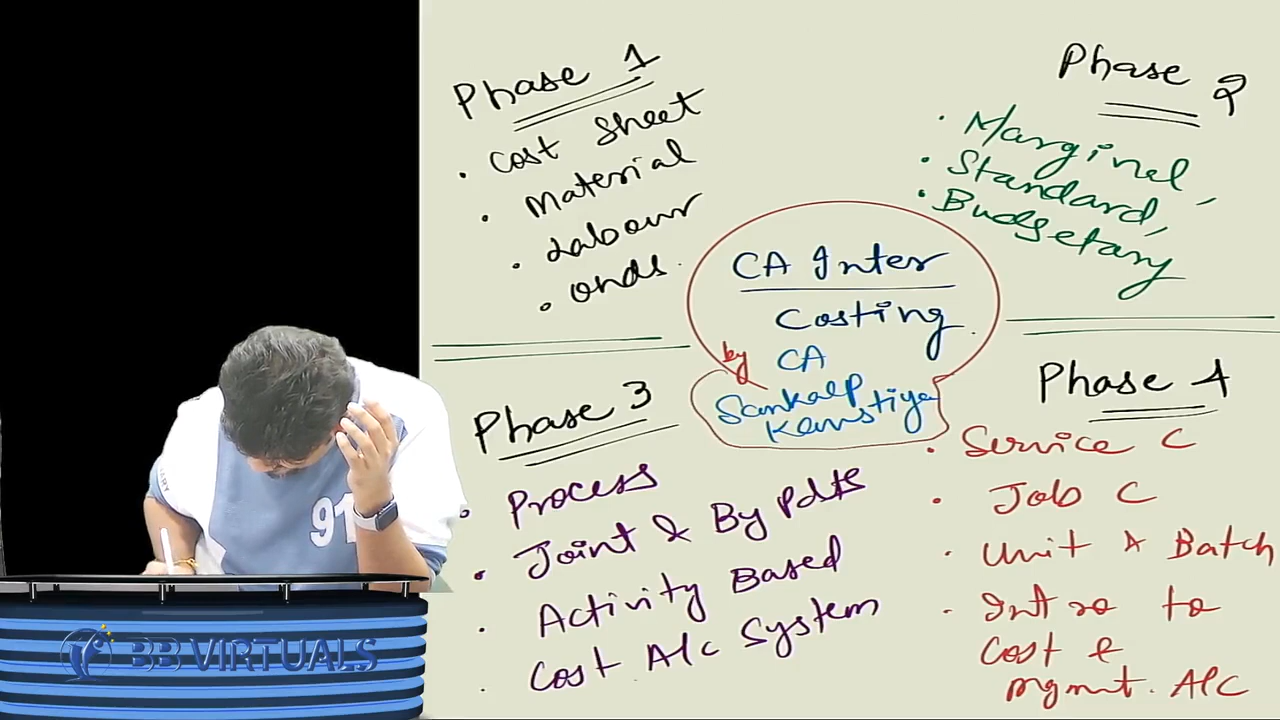 Phase 1
• Cost Sheet
• Material
• Labour
• OHDs.
Phase 2
• Marginal,
• Standard,
• Budgetary
CA Inter
Costing
by CA
Sankalp
Kanstiya
Phase 3
• Process
• Joint & By Pdts
• Activity Based
• Cost A/c System
Phase 4
• Service C
• Job C
• Unit & Batch
• Intro to
Cost &
mgmt. A/C
91
BB VIRTUALS